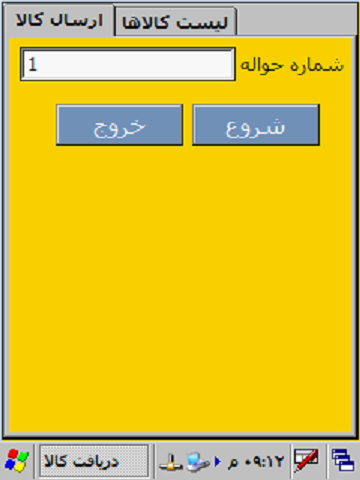 ارسال کالا
لیست کالاها
شماره حواله
1
شروع
خروج
دریافت کالا
۰۹:۱۲ م